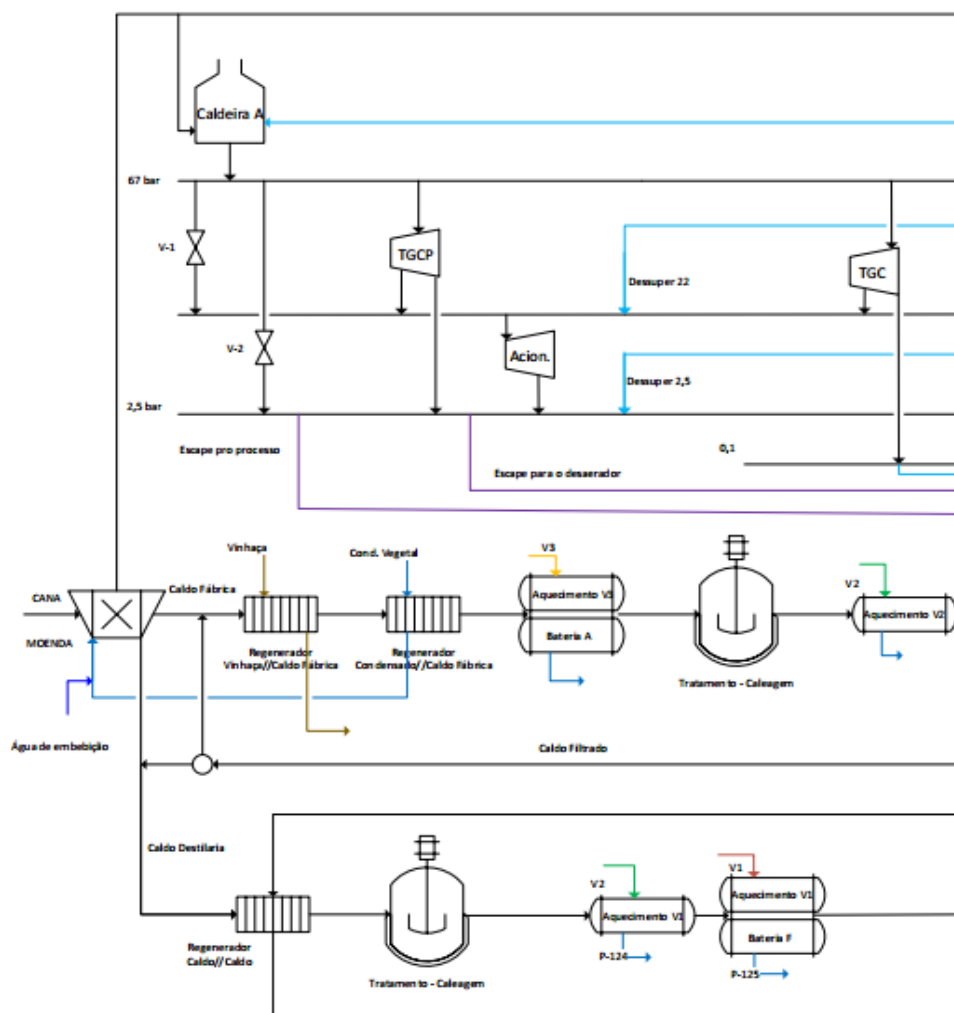 Caldeira A
67 bar
V-1
TGCP
TGC
Dessuper 22
V-2
Acion.
Dessuper 2,5
2,5 bar
Escape pro processo
0,1
Escape para o desaerador
Vinhaça
Cond. Vegetal
V3
V2
Caldo Fábrica
CANA
Aquecimento V3
Aquecimento V2
MOENDA
Bateria A
Regenerador
Vinhaça//Caldo Fábrica
Regenerador
Condensado//Caldo Fábrica
Tratamento - Caleagem
Água de embebição
Caldo Filtrado
Caldo Destilaria
V2
V1
Aquecimento V1
Aquecimento V1
Bateria F
Regenerador
Caldo//Caldo
P-124
P-125
Tratamento - Caleagem